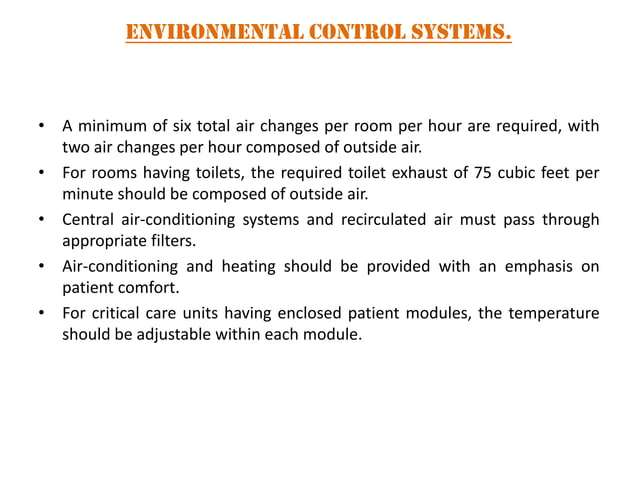 ENVIRONMENTAL CONTROL SYSTEMS.
• A minimum of six total air changes per room per hour are required, with
two air changes per hour composed of outside air.
• For rooms having toilets, the required toilet exhaust of 75 cubic feet per
minute should be composed of outside air.
• Central air-conditioning systems and recirculated air must pass through
appropriate filters.
• Air-conditioning and heating should be provided with an emphasis on
patient comfort.
• For critical care units having enclosed patient modules, the temperature
should be adjustable within each module.